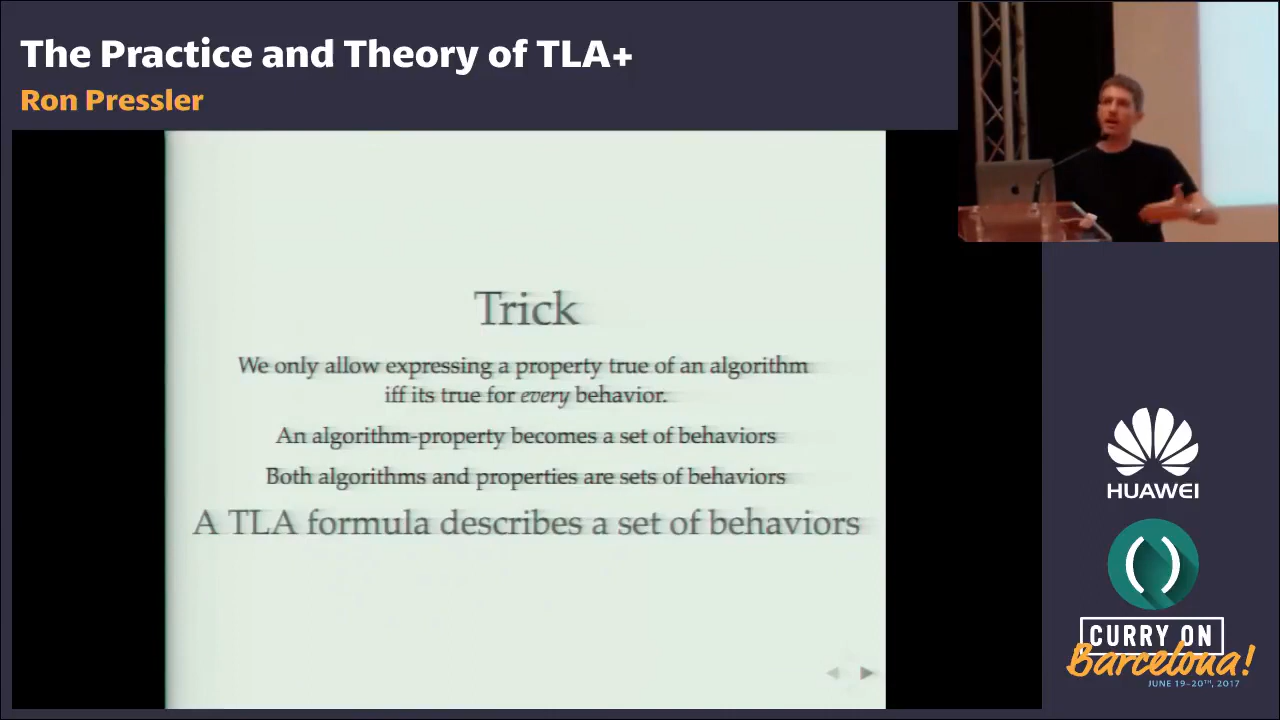 The Practice and Theory of TLA+
Ron Pressler
Trick
We only allow expressing a property true of an algorithm
iff its true for every behavior.
An algorithm-property becomes a set of behaviors
Both algorithms and properties are sets of behaviors
A TLA formula describes a set of behaviors
HUAWEI
()
CURRY ON
Barcelona!
JUNE 19-20TH, 2017